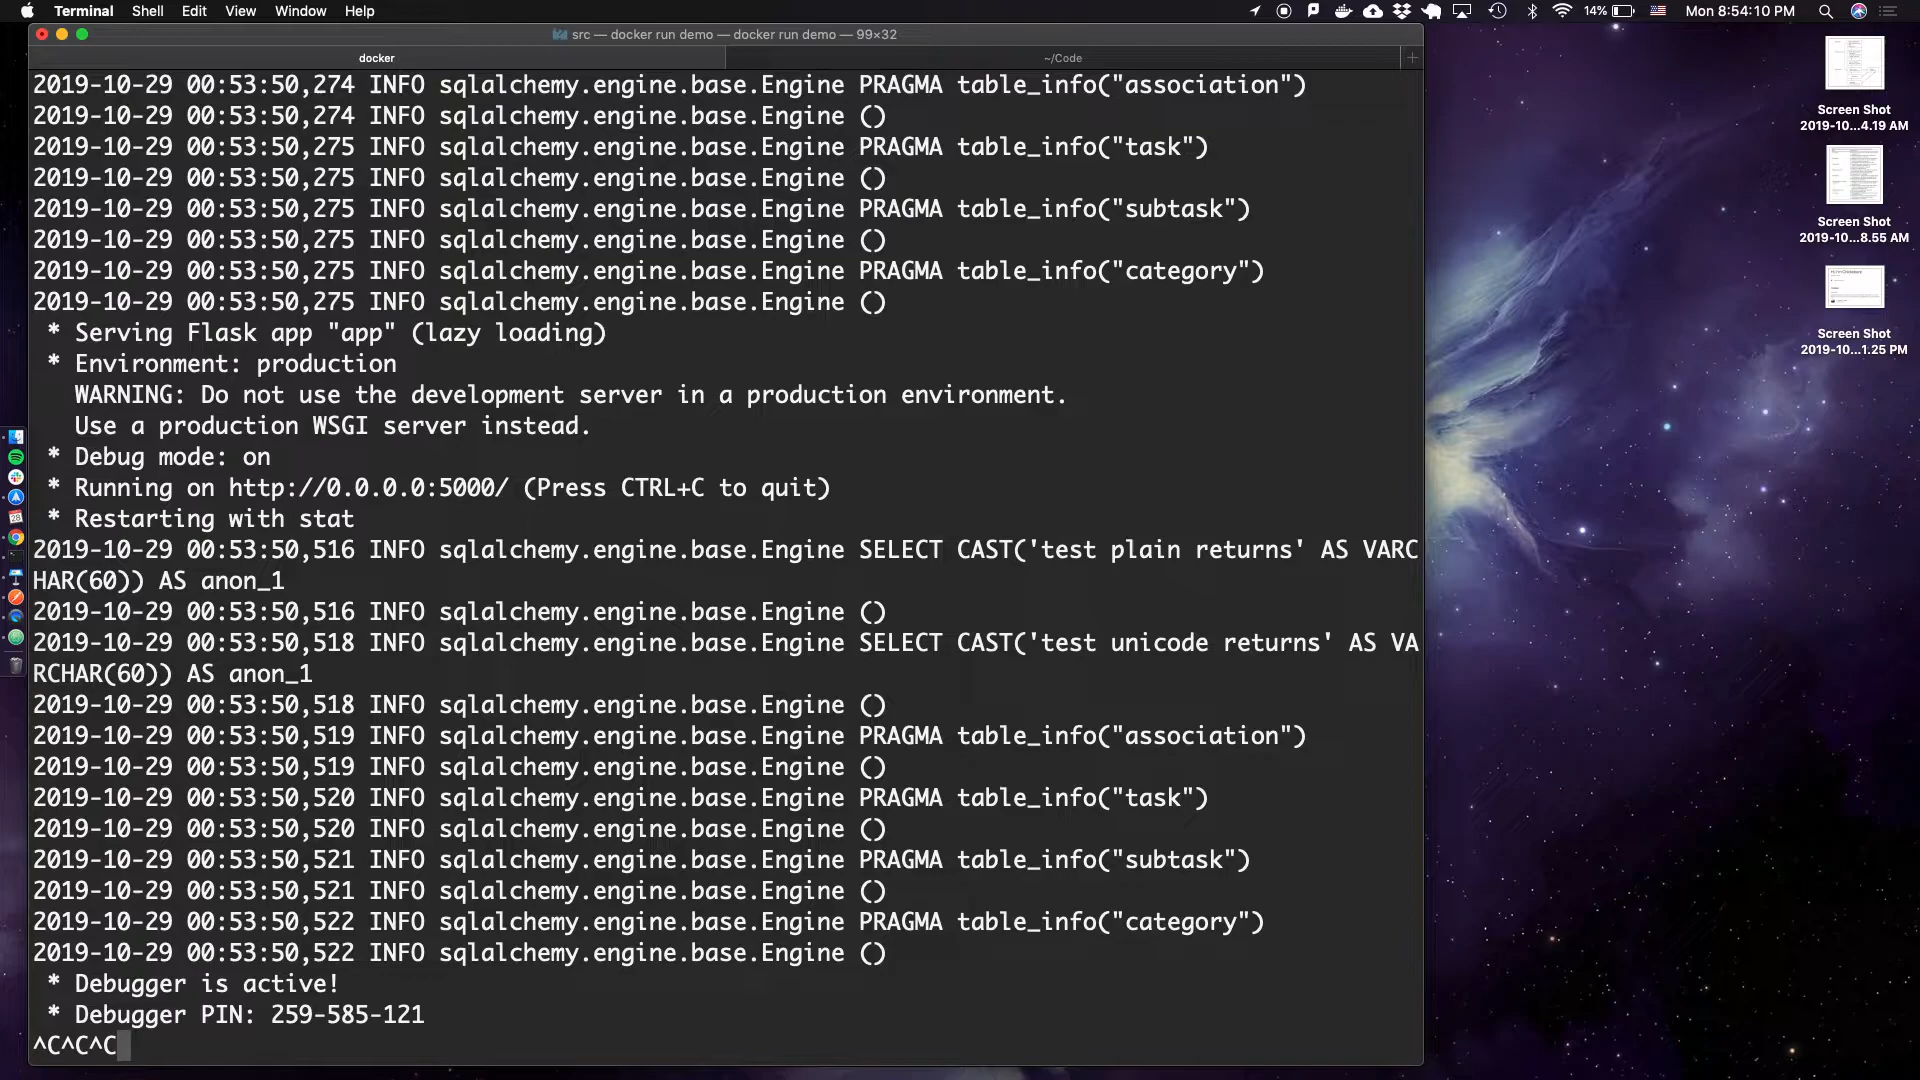 Terminal Shell Edit View Window Help
14% Mon 8:54:10 PM
src — docker run demo — docker run demo — 99×32
docker ~/Code
2019-10-29 00:53:50,274 INFO sqlalchemy.engine.base.Engine PRAGMA table_info("association")
2019-10-29 00:53:50,274 INFO sqlalchemy.engine.base.Engine ()
2019-10-29 00:53:50,275 INFO sqlalchemy.engine.base.Engine PRAGMA table_info("task")
2019-10-29 00:53:50,275 INFO sqlalchemy.engine.base.Engine ()
2019-10-29 00:53:50,275 INFO sqlalchemy.engine.base.Engine PRAGMA table_info("subtask")
2019-10-29 00:53:50,275 INFO sqlalchemy.engine.base.Engine ()
2019-10-29 00:53:50,275 INFO sqlalchemy.engine.base.Engine PRAGMA table_info("category")
2019-10-29 00:53:50,275 INFO sqlalchemy.engine.base.Engine ()
* Serving Flask app "app" (lazy loading)
* Environment: production
WARNING: Do not use the development server in a production environment.
Use a production WSGI server instead.
* Debug mode: on
* Running on http://0.0.0.0:5000/ (Press CTRL+C to quit)
* Restarting with stat
2019-10-29 00:53:50,516 INFO sqlalchemy.engine.base.Engine SELECT CAST('test plain returns' AS VARC
HAR(60)) AS anon_1
2019-10-29 00:53:50,516 INFO sqlalchemy.engine.base.Engine ()
2019-10-29 00:53:50,518 INFO sqlalchemy.engine.base.Engine SELECT CAST('test unicode returns' AS VA
RCHAR(60)) AS anon_1
2019-10-29 00:53:50,518 INFO sqlalchemy.engine.base.Engine ()
2019-10-29 00:53:50,519 INFO sqlalchemy.engine.base.Engine PRAGMA table_info("association")
2019-10-29 00:53:50,519 INFO sqlalchemy.engine.base.Engine ()
2019-10-29 00:53:50,520 INFO sqlalchemy.engine.base.Engine PRAGMA table_info("task")
2019-10-29 00:53:50,520 INFO sqlalchemy.engine.base.Engine ()
2019-10-29 00:53:50,521 INFO sqlalchemy.engine.base.Engine PRAGMA table_info("subtask")
2019-10-29 00:53:50,521 INFO sqlalchemy.engine.base.Engine ()
2019-10-29 00:53:50,522 INFO sqlalchemy.engine.base.Engine PRAGMA table_info("category")
2019-10-29 00:53:50,522 INFO sqlalchemy.engine.base.Engine ()
* Debugger is active!
* Debugger PIN: 259-585-121
^C^C^C
Screen Shot
2019-10...4.19 AM
Screen Shot
2019-10...8.55 AM
Screen Shot
2019-10...1.25 PM